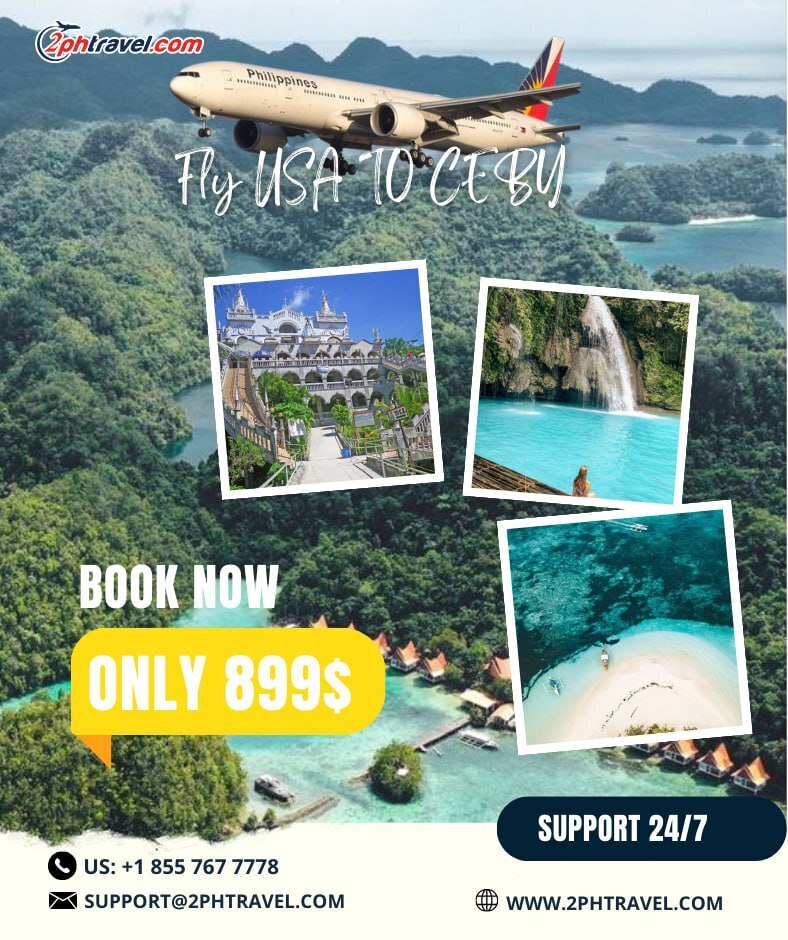 2phtravel.com
Philippines
Fly USA TO CEBY
BOOK NOW
ONLY 899$
SUPPORT 24/7
US: +1 855 767 7778
SUPPORT@2PHTRAVEL.COM
WWW.2PHTRAVEL.COM